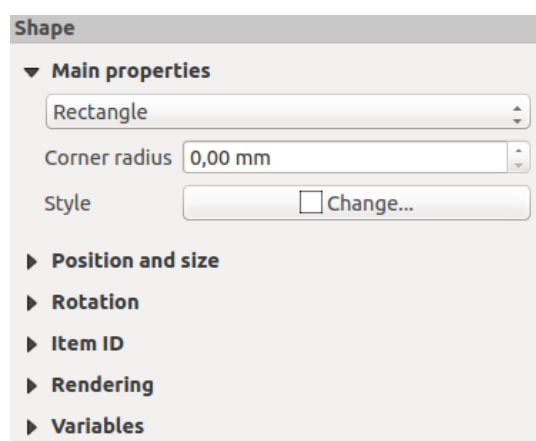 Shape
Main properties
Rectangle
Corner radius 0,00 mm
Style Change...
Position and size
Rotation
Item ID
Rendering
Variables